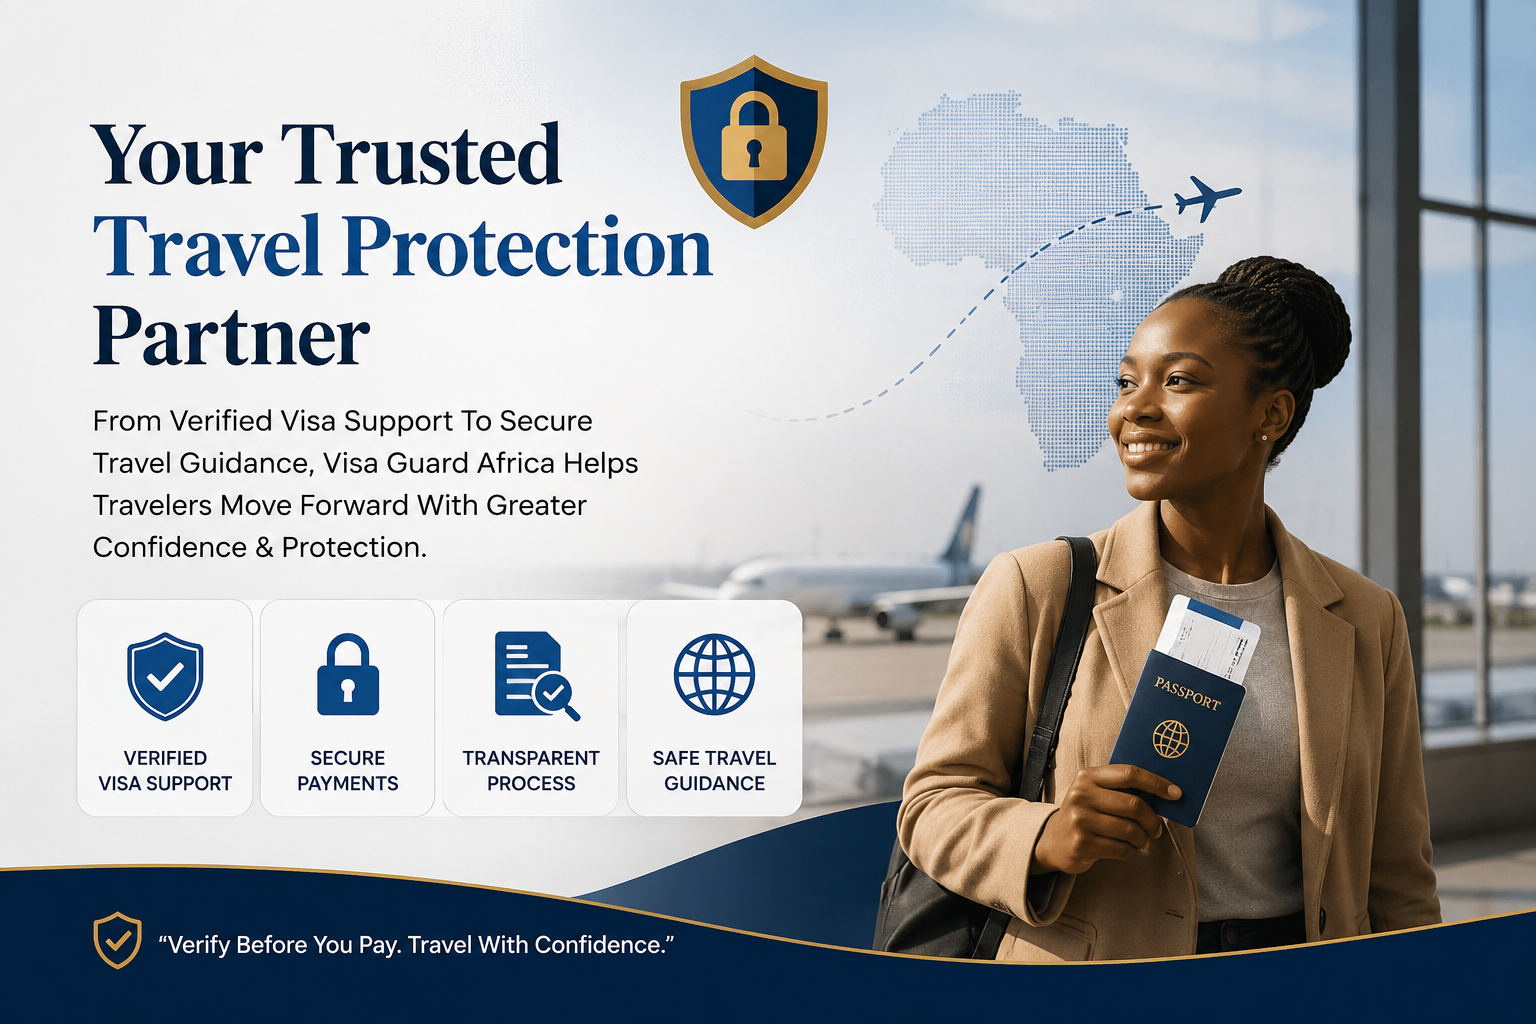 Your Trusted
Travel Protection
Partner
From Verified Visa Support To Secure
Travel Guidance, Visa Guard Africa Helps
Travelers Move Forward With Greater
Confidence & Protection.
VERIFIED
VISA SUPPORT
SECURE
PAYMENTS
TRANSPARENT
PROCESS
SAFE TRAVEL
GUIDANCE
PASSPORT
“Verify Before You Pay. Travel With Confidence.”